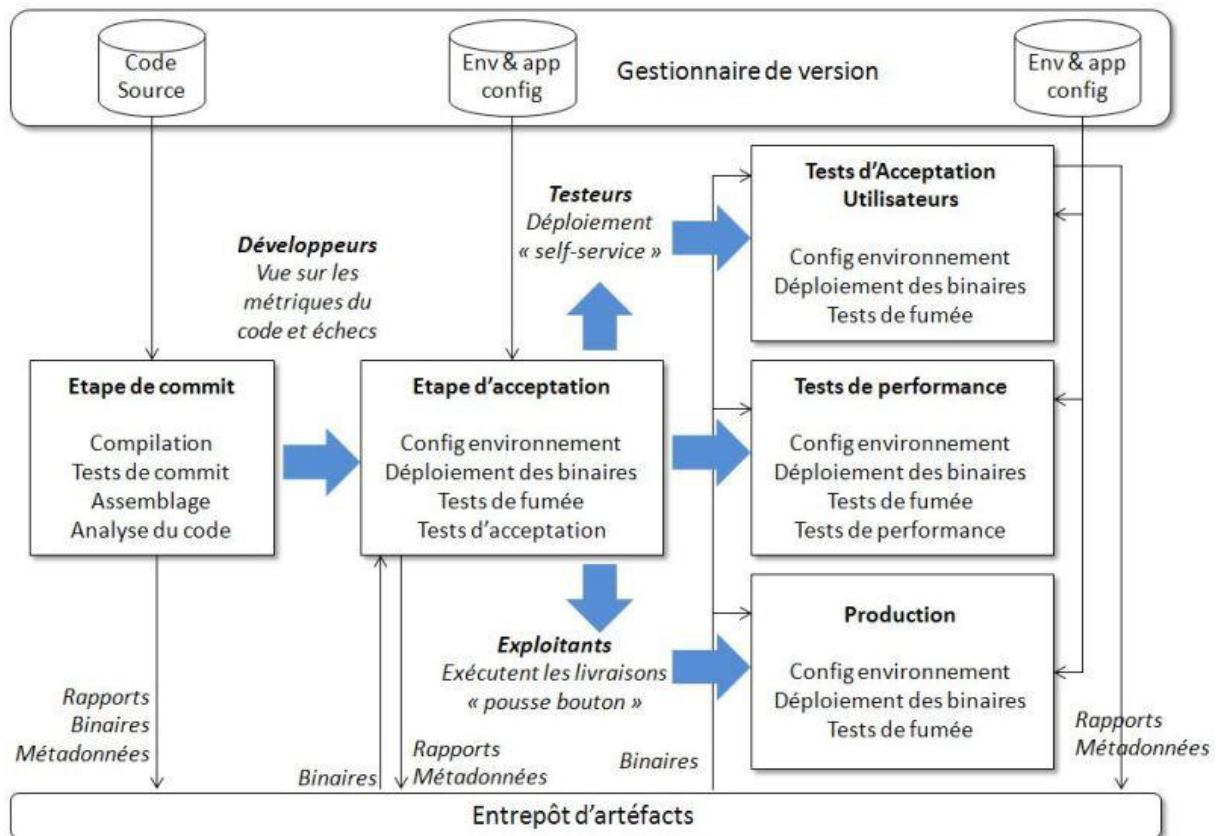 Code
Source
Env & app
config
Gestionnaire de version
Env & app
config
Développeurs
Vue sur les
métriques du
code et échecs
Testeurs
Déploiement
« self-service »
Tests d’Acceptation
Utilisateurs
Config environnement
Déploiement des binaires
Tests de fumée
Etape de commit
Compilation
Tests de commit
Assemblage
Analyse du code
Etape d’acceptation
Config environnement
Déploiement des binaires
Tests de fumée
Tests d’acceptation
Tests de performance
Config environnement
Déploiement des binaires
Tests de fumée
Tests de performance
Exploitants
Exécutent les livraisons
« pousse bouton »
Production
Config environnement
Déploiement des binaires
Tests de fumée
Rapports
Binaires
Métadonnées
Binaires
Rapports
Métadonnées
Binaires
Rapports
Métadonnées
Entrepôt d’artéfacts